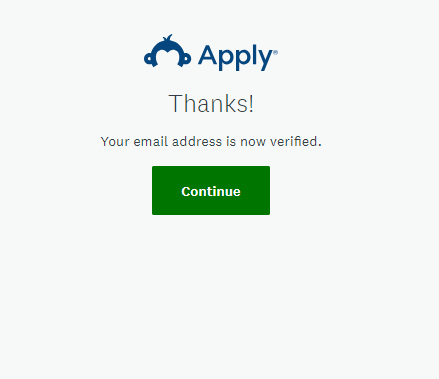 Apply®
Thanks!
Your email address is now verified.
Continue